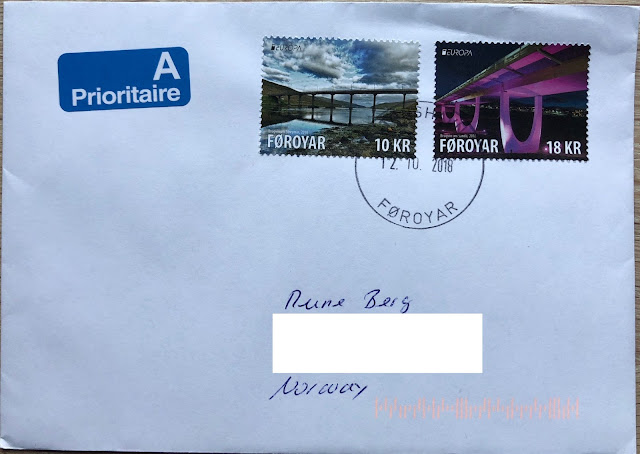 A
Prioritaire
EUROPA
FØROYAR 10 KR
EUROPA
FØROYAR 18 KR
12. 10. 2018
FØROYAR
Rune Berg
Norway